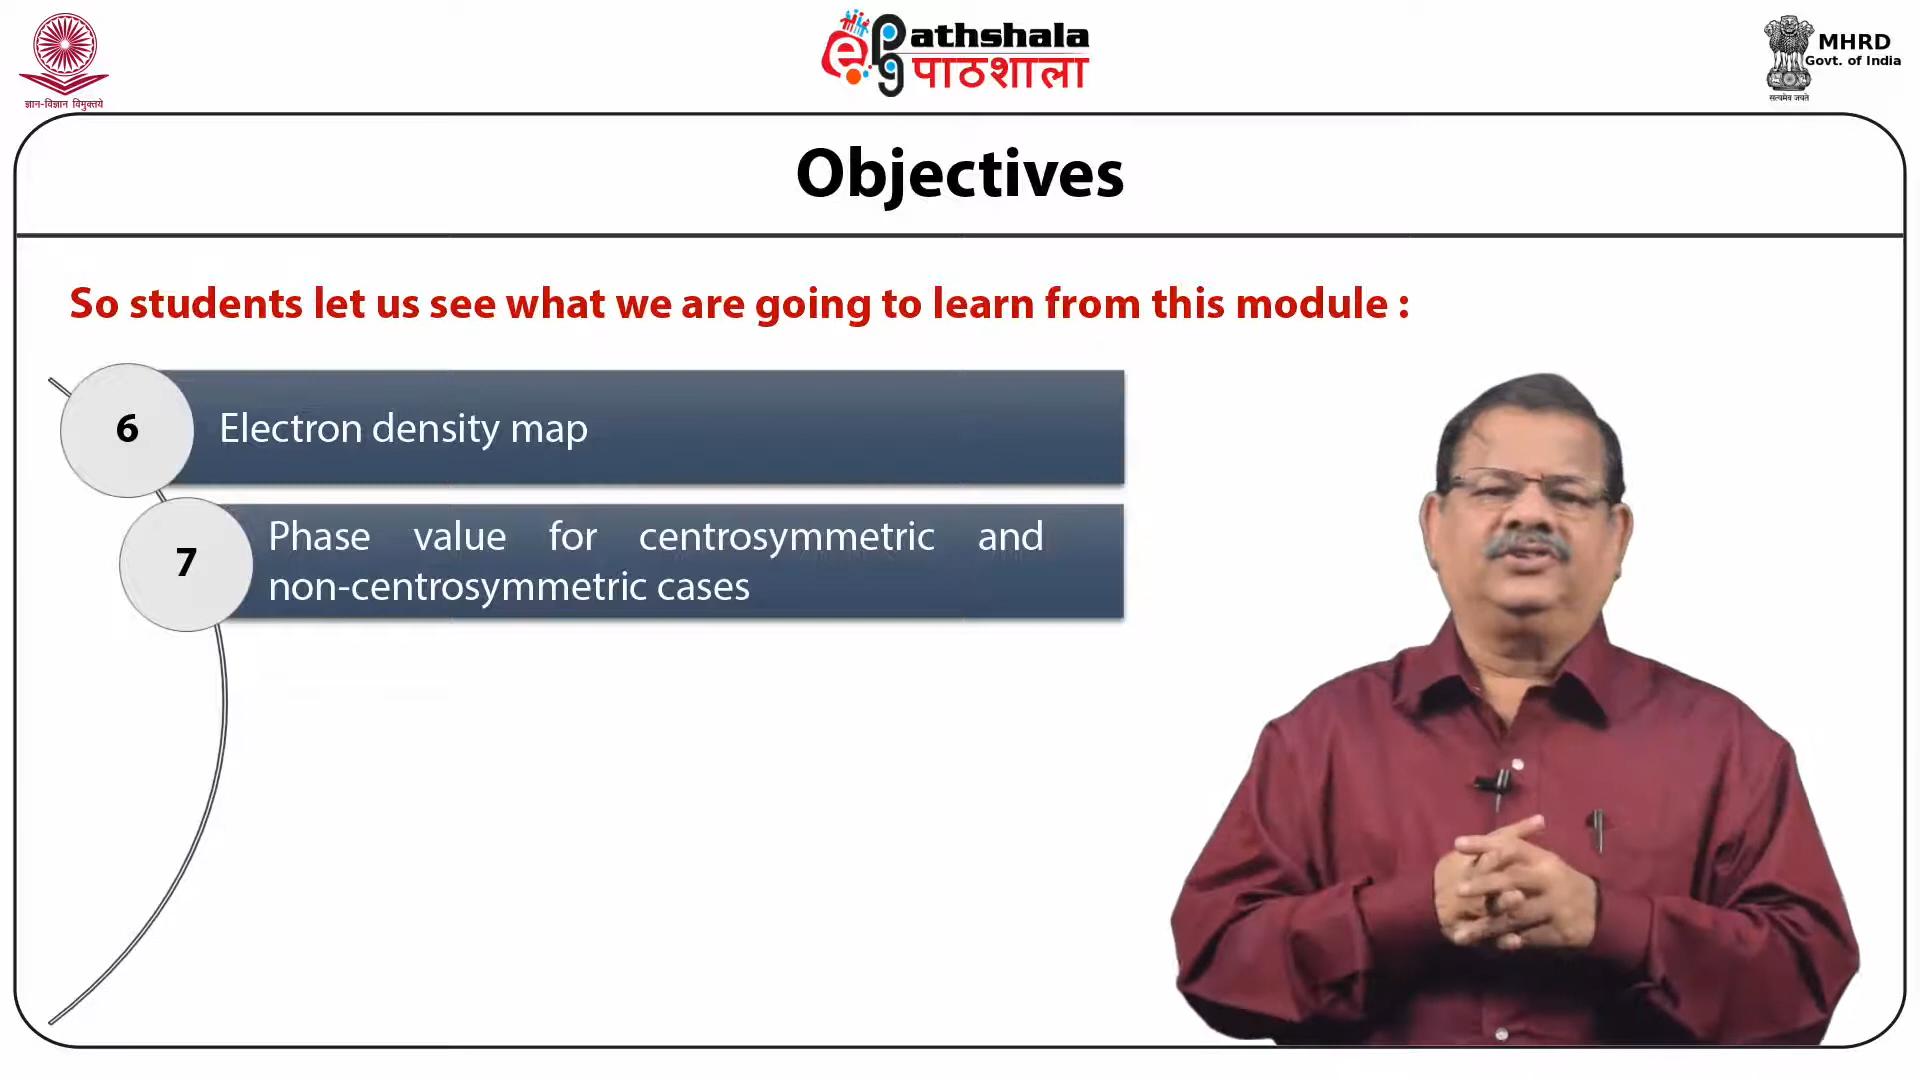 ज्ञान-विज्ञान विमुक्तये
ePathshala
पाठशाला
MHRD
Govt. of India
सत्यमेव जयते
Objectives
So students let us see what we are going to learn from this module :
6
Electron density map
7
Phase value for centrosymmetric and
non-centrosymmetric cases